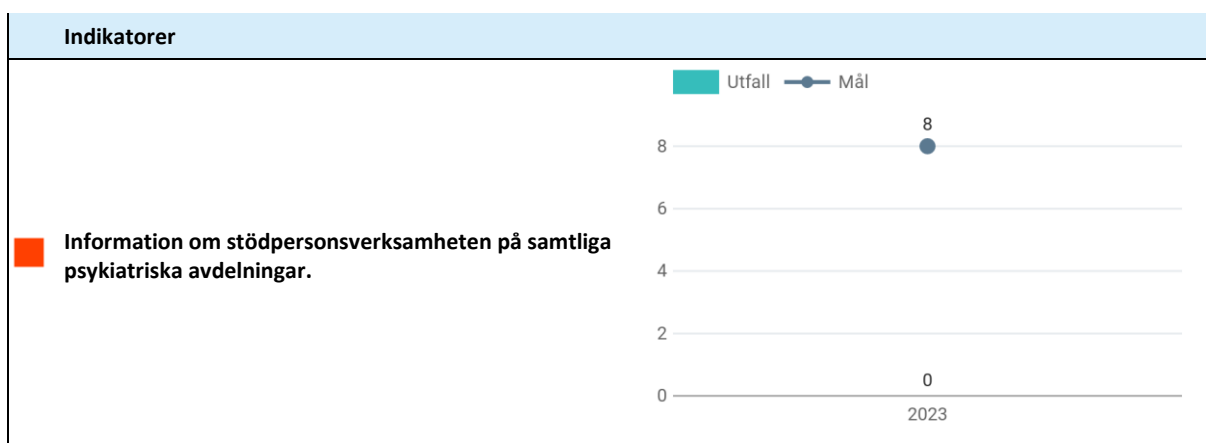 Indikatorer
Utfall Mål
8
8
6
Information om stödpersonsverksamheten på samtliga
psykiatriska avdelningar.
4
2
0
0
2023